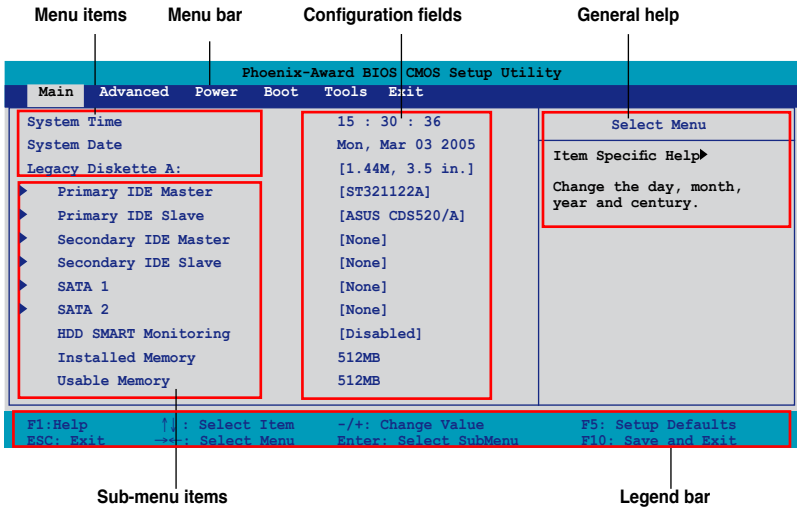 Menu items Menu bar Configuration fields General help
Phoenix-Award BIOS CMOS Setup Utility
Main Advanced Power Boot Tools Exit
System Time 15 : 30 : 36 Select Menu
System Date Mon, Mar 03 2005
Legacy Diskette A: [1.44M, 3.5 in.] Item Specific Help▶
Primary IDE Master [ST321122A] Change the day, month,
Primary IDE Slave [ASUS CDS520/A] year and century.
Secondary IDE Master [None]
Secondary IDE Slave [None]
SATA 1 [None]
SATA 2 [None]
HDD SMART Monitoring [Disabled]
Installed Memory 512MB
Usable Memory 512MB
F1:Help ↑↓: Select Item -/+: Change Value F5: Setup Defaults
ESC: Exit →←: Select Menu Enter: Select SubMenu F10: Save and Exit
Sub-menu items Legend bar